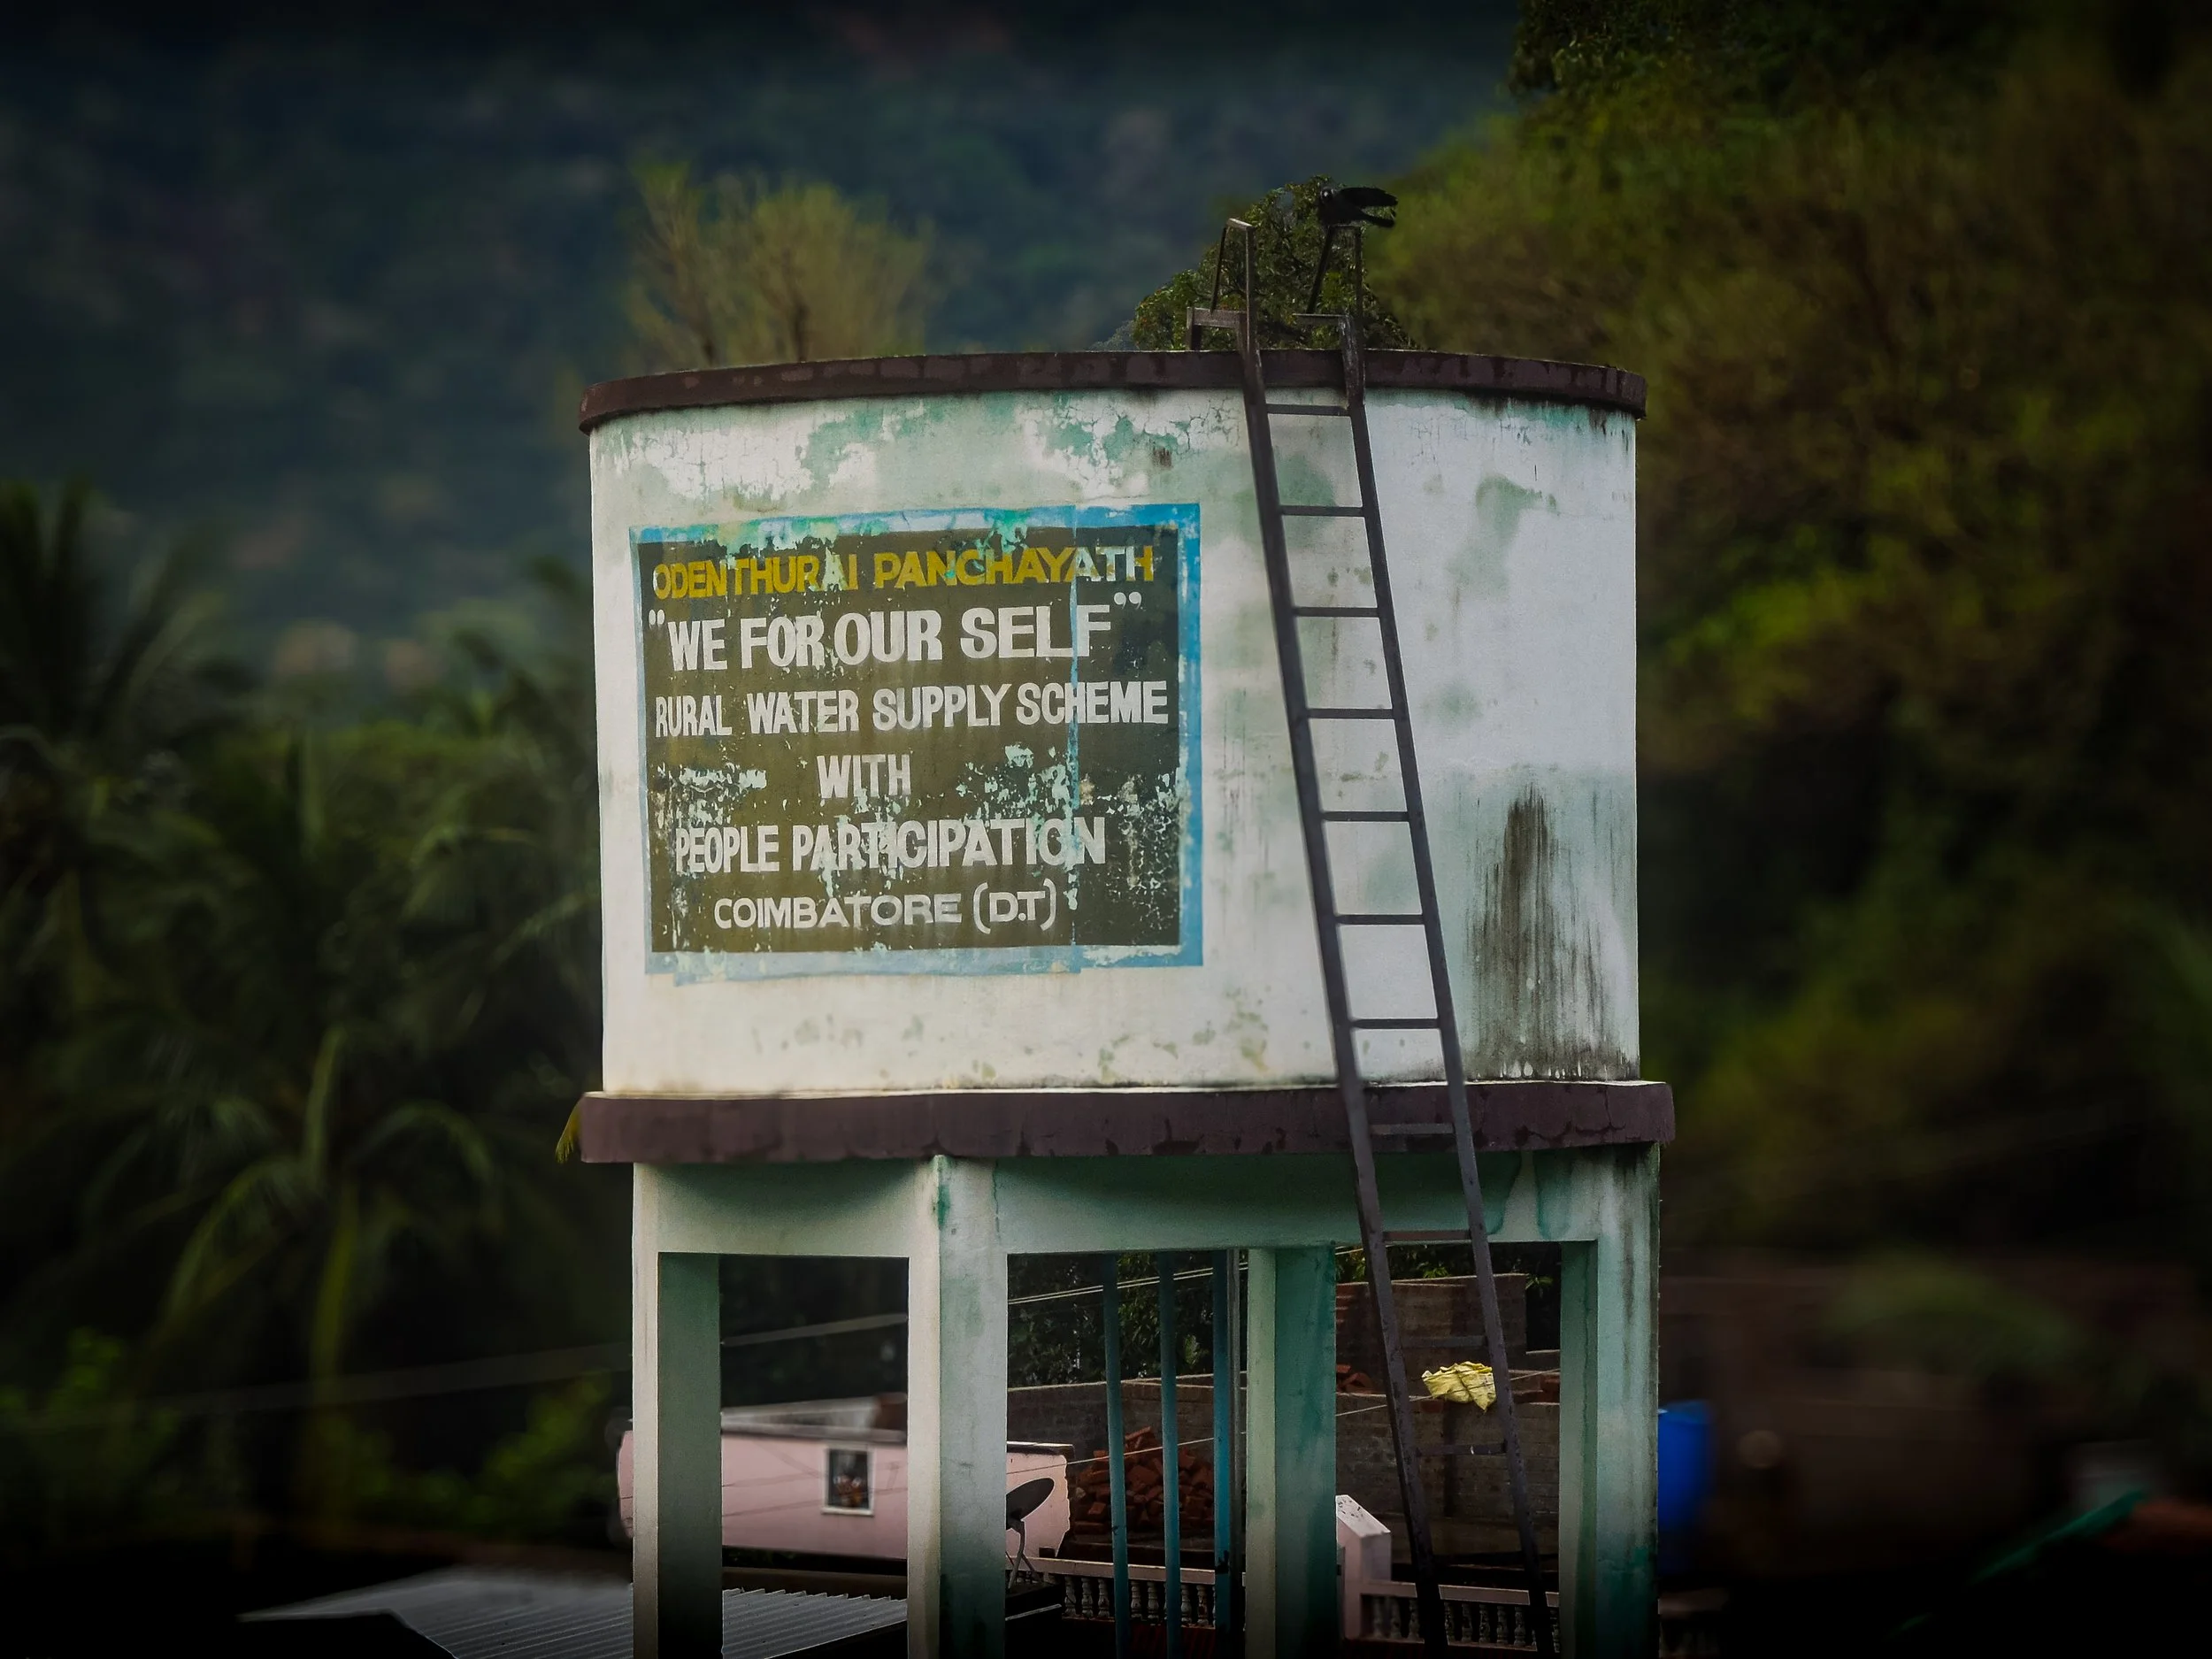 ODENTHURAI PANCHAYATH
"WE FOR OUR SELF"
RURAL WATER SUPPLY SCHEME
WITH
PEOPLE PARTICIPATION
COIMBATORE (D.T)